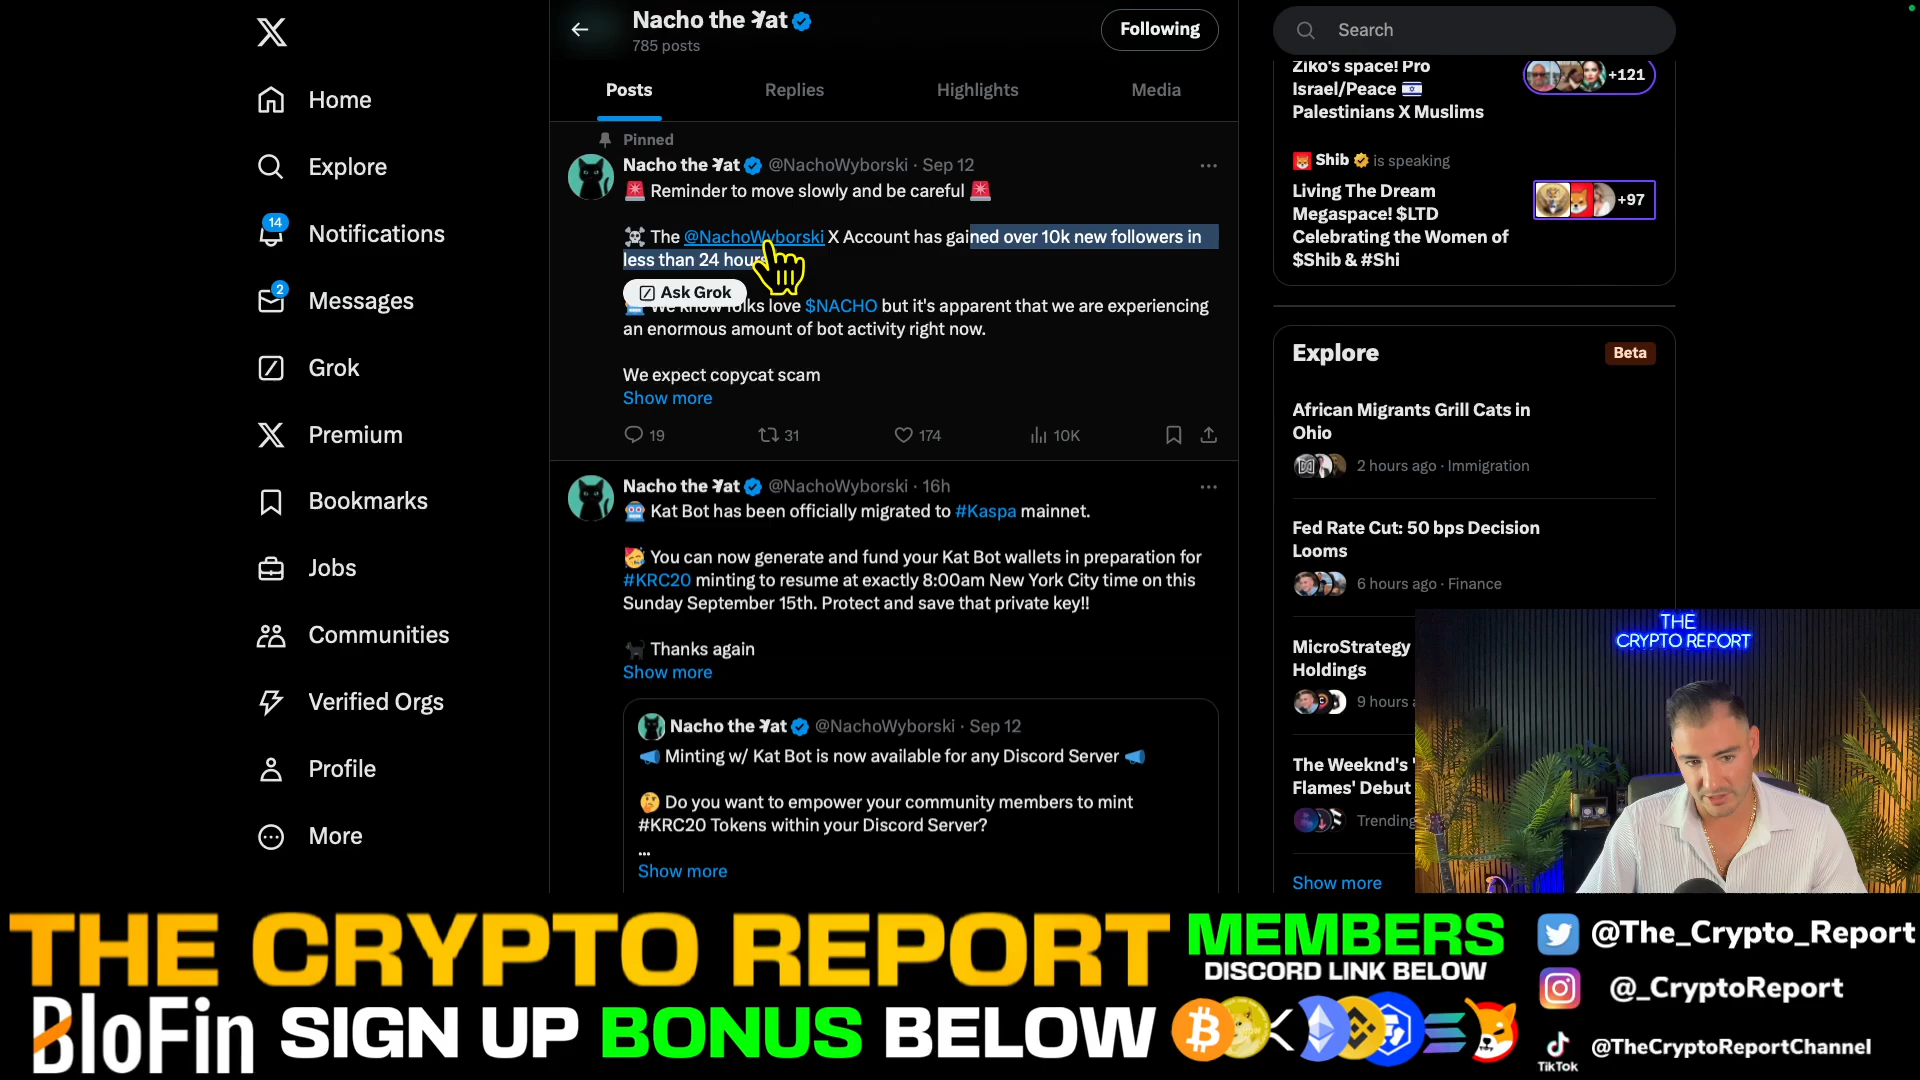 Home
Explore
14
Notifications
2
Messages
Grok
Premium
Bookmarks
Jobs
Communities
Verified Orgs
Profile
More
Nacho the 𐤊at
785 posts
Following
Posts
Replies
Highlights
Media
Pinned
Nacho the 𐤊at @NachoWyborski · Sep 12
🚨 Reminder to move slowly and be careful 🚨
☠️ The @NachoWyborski X Account has gained over 10k new followers in
less than 24 hours
Ask Grok
We know folks love $NACHO but it's apparent that we are experiencing
an enormous amount of bot activity right now.
We expect copycat scam
Show more
19
31
174
10K
Nacho the 𐤊at @NachoWyborski · 16h
🤖 Kat Bot has been officially migrated to #Kaspa mainnet.
🥳 You can now generate and fund your Kat Bot wallets in preparation for
#KRC20 minting to resume at exactly 8:00am New York City time on this
Sunday September 15th. Protect and save that private key!!
🐈‍⬛ Thanks again
Show more
Nacho the 𐤊at @NachoWyborski · Sep 12
📣 Minting w/ Kat Bot is now available for any Discord Server 📣
🤔 Do you want to empower your community members to mint
#KRC20 Tokens within your Discord Server?
...
Show more
Search
Ziko's space! Pro
Israel/Peace 🇮🇱
Palestinians X Muslims
+121
Shib is speaking
Living The Dream
Megaspace! $LTD
Celebrating the Women of
$Shib & #Shi
+97
Explore
Beta
African Migrants Grill Cats in
Ohio
2 hours ago · Immigration
Fed Rate Cut: 50 bps Decision
Looms
6 hours ago · Finance
MicroStrategy
Holdings
9 hours
The Weeknd's '
Flames' Debut
Trending
Show more
THE
CRYPTO REPORT
THE CRYPTO REPORT
BloFin SIGN UP BONUS BELOW
MEMBERS
DISCORD LINK BELOW
@The_Crypto_Report
@_CryptoReport
TikTok
@TheCryptoReportChannel